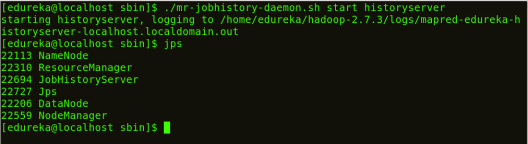 [edureka@localhost sbin]$ ./mr-jobhistory-daemon.sh start historyserver
starting historyserver, logging to /home/edureka/hadoop-2.7.3/logs/mapred-edureka-h
istoryserver-localhost.localdomain.out
[edureka@localhost sbin]$ jps
22113 NameNode
22310 ResourceManager
22694 JobHistoryServer
22727 Jps
22206 DataNode
22559 NodeManager
[edureka@localhost sbin]$